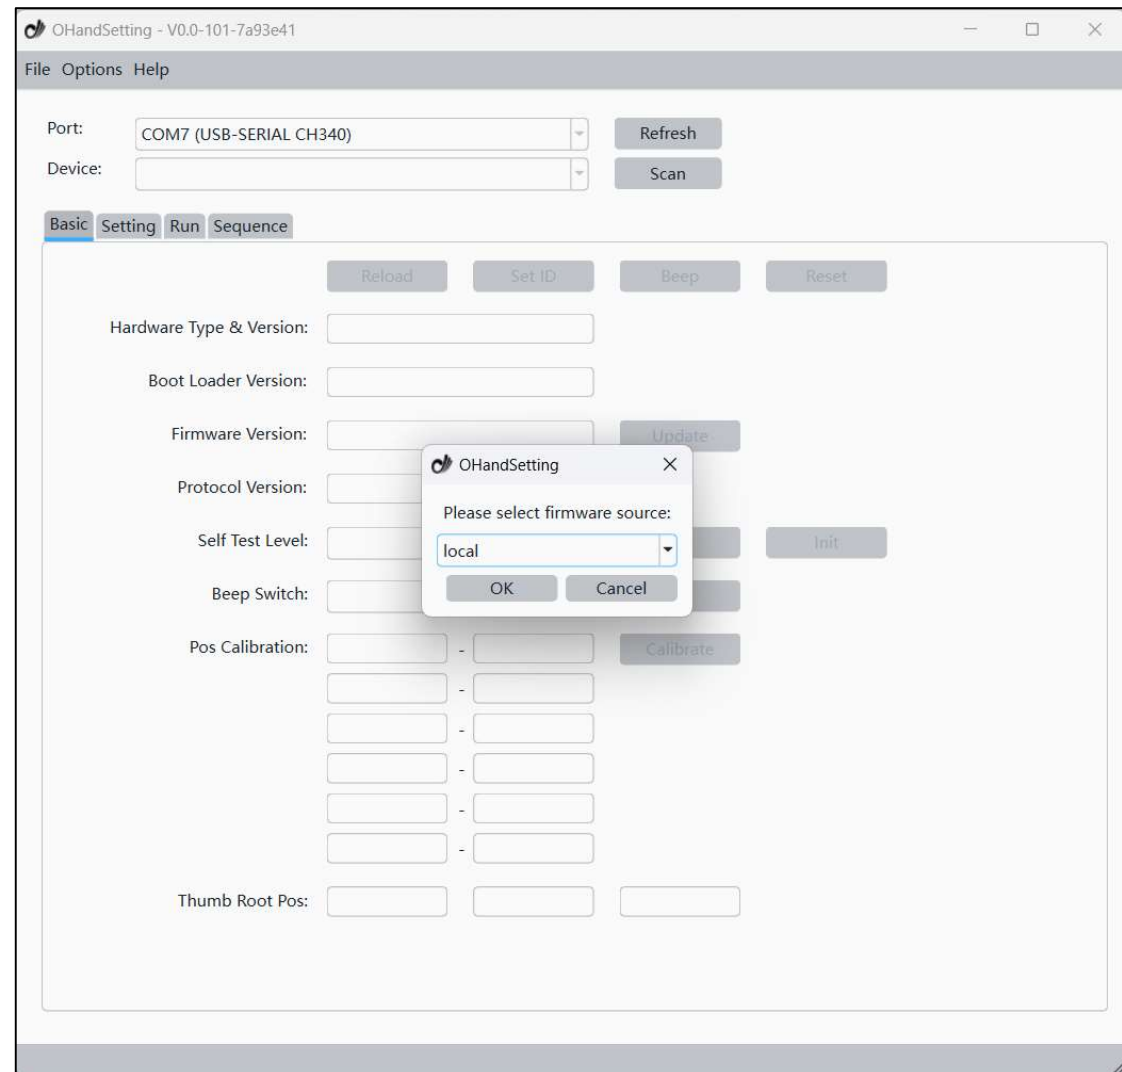 OHandSetting - V0.0-101-7a93e41
File Options Help
Port: COM7 (USB-SERIAL CH340) Refresh
Device: Scan
Basic Setting Run Sequence
Reload Set ID Beep Reset
Hardware Type & Version:
Boot Loader Version:
Firmware Version: Update
OHandSetting
Protocol Version:
Please select firmware source:
Self Test Level: Init
local
OK Cancel
Beep Switch:
Pos Calibration: - Calibrate
-
-
-
-
-
Thumb Root Pos: